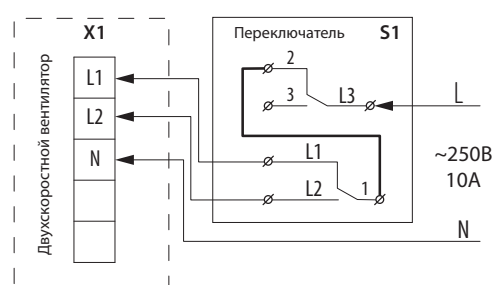 X1
Двухскоростной вентилятор
L1
L2
N
Переключатель S1
2
3
L3
L1
L2
1
L
~250В
10А
N